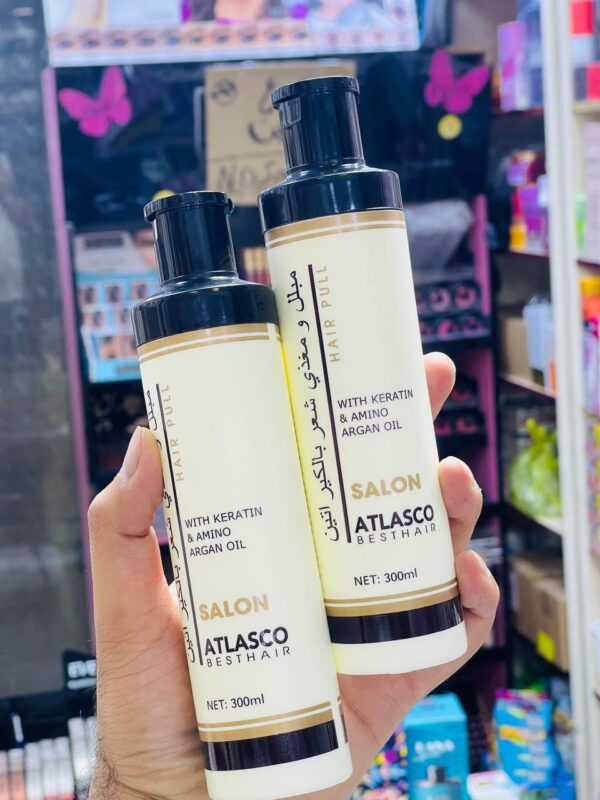 مبلل و مغذي شعر بالكيراتين
HAIR PULL
WITH KERATIN
& AMINO
ARGAN OIL
SALON
ATLASCO
BESTHAIR
NET: 300ml
HAIR PULL
WITH KERATIN
& AMINO
ARGAN OIL
SALON
ATLASCO
BESTHAIR
NET: 300ml